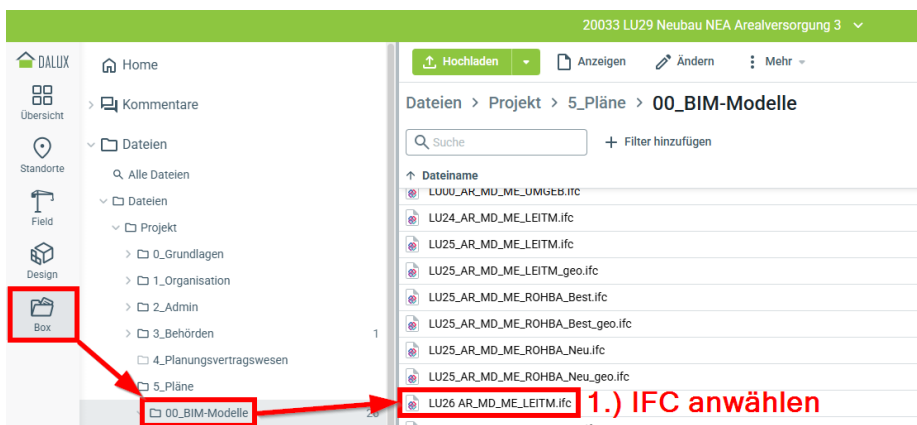 20033 LU29 Neubau NEA Arealversorgung 3
DALUX
Übersicht
Standorte
Field
Design
Box
Home
Kommentare
Dateien
Alle Dateien
Dateien
Projekt
0_Grundlagen
1_Organisation
2_Admin
3_Behörden 1
4_Planungsvertragswesen
5_Pläne
00_BIM-Modelle
Hochladen Anzeigen Ändern Mehr
Dateien > Projekt > 5_Pläne > 00_BIM-Modelle
Suche + Filter hinzufügen
Dateiname
LU00_AR_MD_ME_UMGEB.ifc
LU24_AR_MD_ME_LEITM.ifc
LU25_AR_MD_ME_LEITM.ifc
LU25_AR_MD_ME_LEITM_geo.ifc
LU25_AR_MD_ME_ROHBA_Best.ifc
LU25_AR_MD_ME_ROHBA_Best_geo.ifc
LU25_AR_MD_ME_ROHBA_Neu.ifc
LU25_AR_MD_ME_ROHBA_Neu_geo.ifc
LU26 AR_MD_ME_LEITM.ifc 1.) IFC anwählen